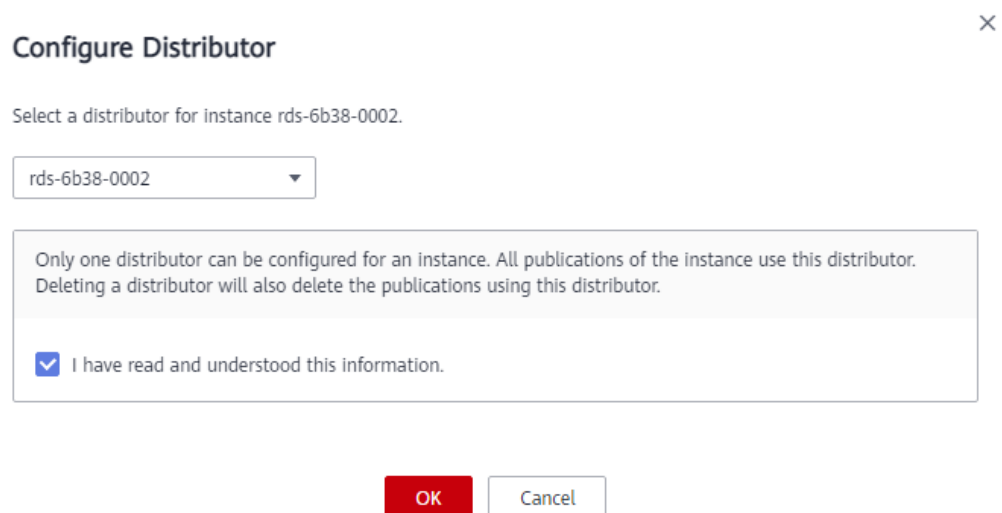 Configure Distributor
Select a distributor for instance rds-6b38-0002.
rds-6b38-0002
Only one distributor can be configured for an instance. All publications of the instance use this distributor.
Deleting a distributor will also delete the publications using this distributor.
I have read and understood this information.
OK
Cancel